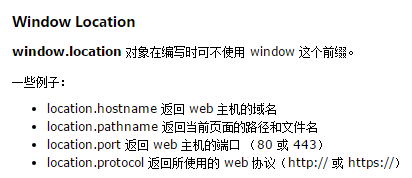 Window Location
window.location 对象在编写时可不使用 window 这个前缀。
一些例子：
• location.hostname 返回 web 主机的域名
• location.pathname 返回当前页面的路径和文件名
• location.port 返回 web 主机的端口 （80 或 443）
• location.protocol 返回所使用的 web 协议（http:// 或 https://）